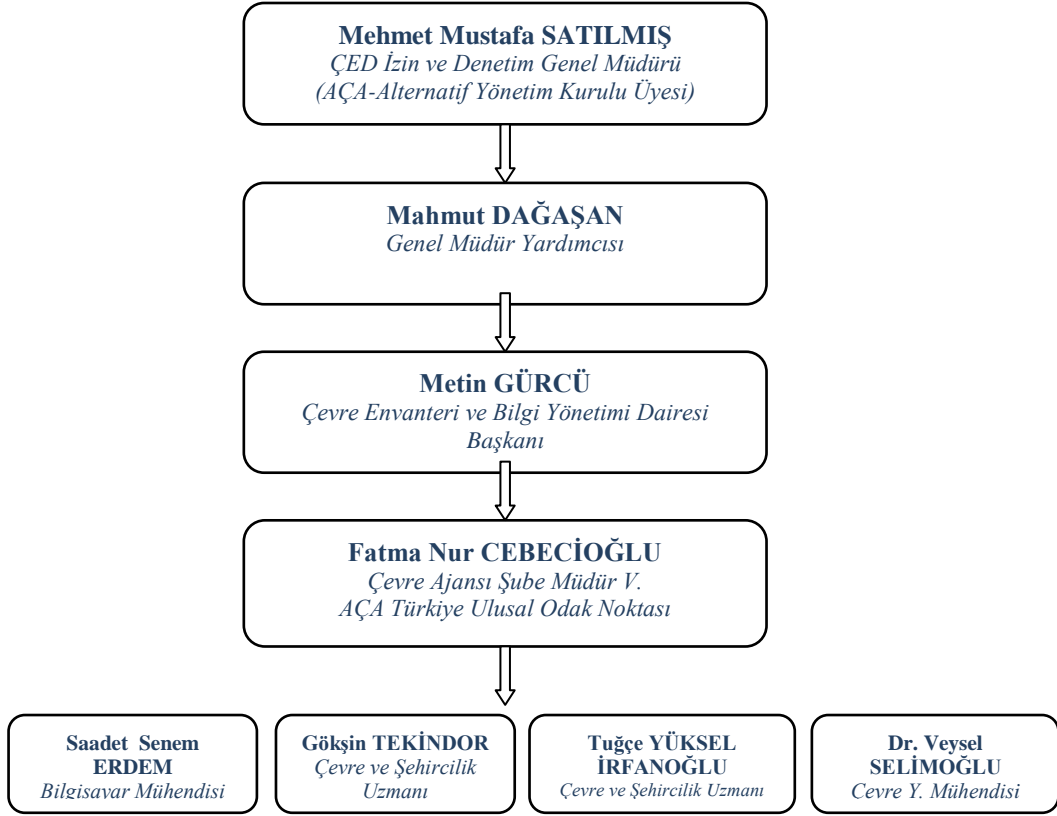 Mehmet Mustafa SATILMIŞ
ÇED İzin ve Denetim Genel Müdürü
(AÇA-Alternatif Yönetim Kurulu Üyesi)
Mahmut DAĞAŞAN
Genel Müdür Yardımcısı
Metin GÜRCÜ
Çevre Envanteri ve Bilgi Yönetimi Dairesi
Başkanı
Fatma Nur CEBECİOĞLU
Çevre Ajansı Şube Müdür V.
AÇA Türkiye Ulusal Odak Noktası
Saadet Senem
ERDEM
Bilgisayar Mühendisi
Gökşin TEKİNDOR
Çevre ve Şehircilik
Uzmanı
Tuğçe YÜKSEL
İRFANOĞLU
Çevre ve Şehircilik Uzmanı
Dr. Veysel
SELİMOĞLU
Çevre Y. Mühendisi